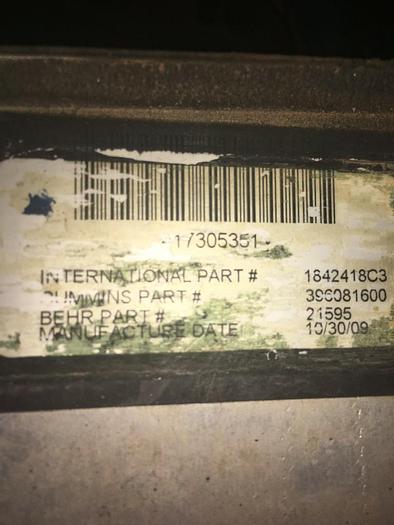 17305351
INTERNATIONAL PART # 1842418C3
CUMMINS PART # 396081600
BEHR PART # 21595
MANUFACTURE DATE 10/30/09